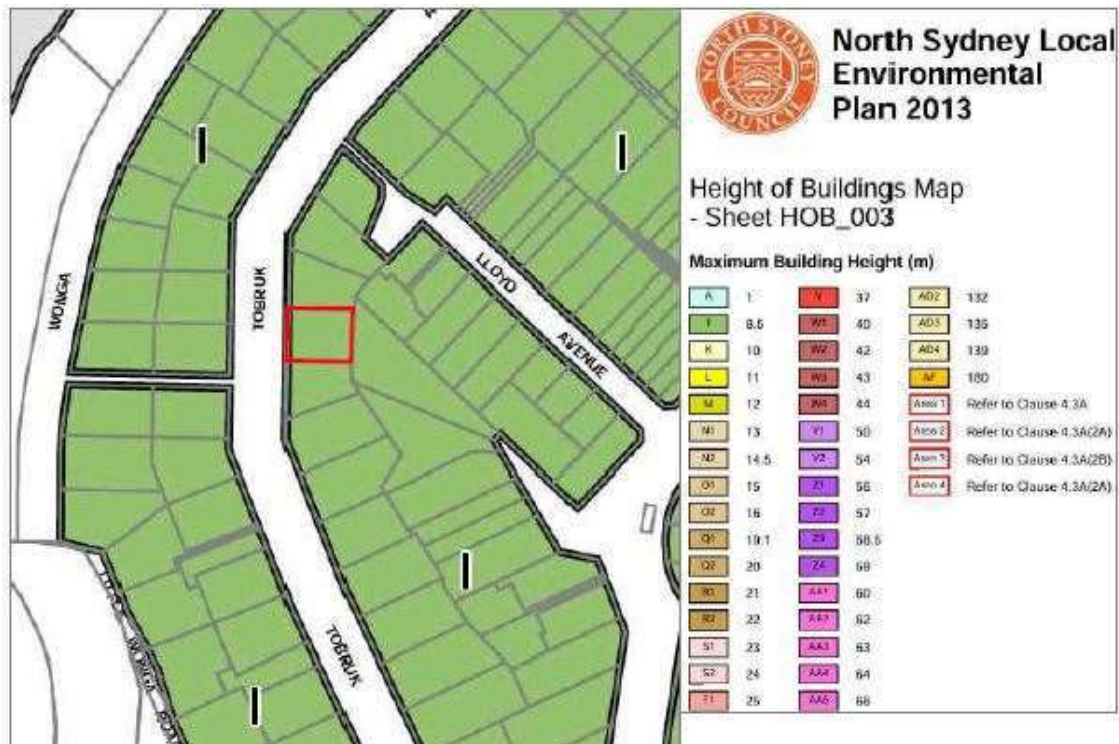 NORTH SYDNEY
COUNCIL
North Sydney Local
Environmental
Plan 2013
Height of Buildings Map
- Sheet HOB_003
Maximum Building Height (m)
A 1
I 8.5
K 10
L 11
M 12
N1 13
N2 14.5
O1 15
O2 16
Q1 19.1
Q2 20
R1 21
R2 22
S1 23
S2 24
T1 25
V 37
W1 40
W2 42
W3 43
W4 44
Y1 50
Y2 54
Z1 56
Z2 57
Z3 58.5
Z4
AA1 60
AA2 62
AA3 63
AA4 64
AA5 66
AD2 132
AD3 135
AD4 139
AF 180
Area 1 Refer to Clause 4.3A
Area 2 Refer to Clause 4.3A(2A)
Area 3 Refer to Clause 4.3A(2B)
Area 4 Refer to Clause 4.3A(2A)
I
I
WONGA
TOBRUK
LLOYD
AVENUE
I
TOBRUK
WONGA
ROAD
I